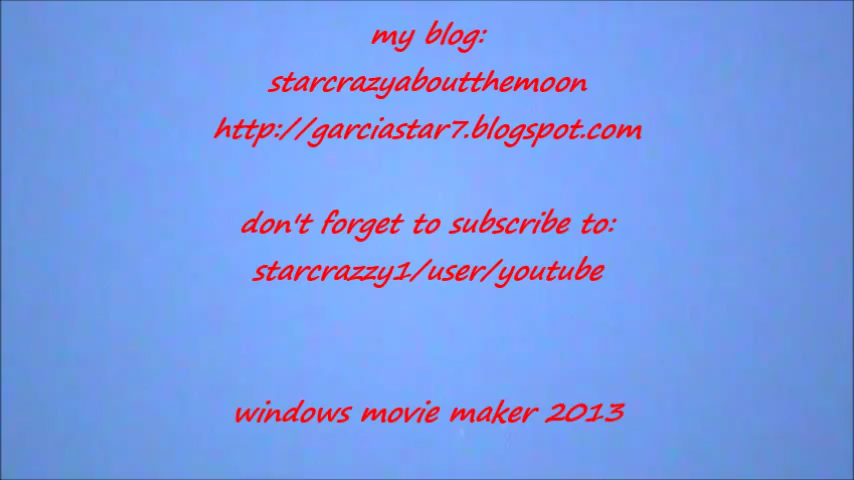 my blog:
starcrazyaboutthemoon
http://garciastar7.blogspot.com
don't forget to subscribe to:
starcrazzy1/user/youtube
windows movie maker 2013